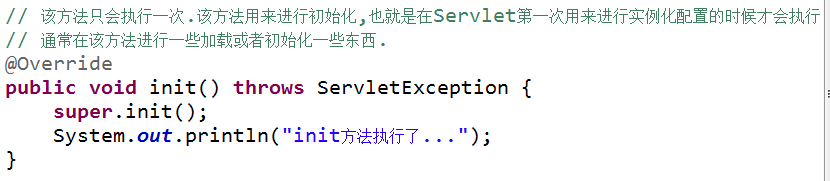 // 该方法只会执行一次.该方法用来进行初始化,也就是在Servlet第一次用来进行实例化配置的时候才会执行
// 通常在该方法进行一些加载或者初始化一些东西.
@Override
public void init() throws ServletException {
    super.init();
    System.out.println("init方法执行了...");
}